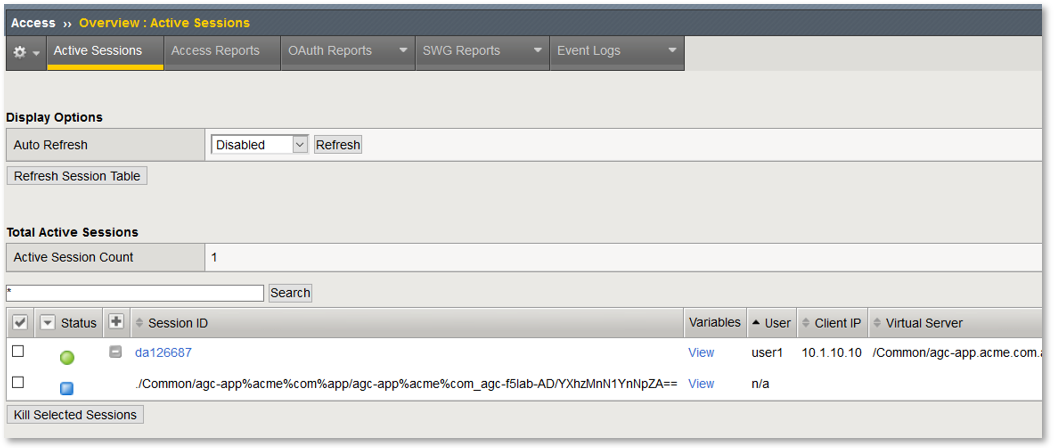 Access ›› Overview : Active Sessions
Active Sessions Access Reports OAuth Reports SWG Reports Event Logs
Display Options
Auto Refresh Disabled Refresh
Refresh Session Table
Total Active Sessions
Active Session Count 1
* Search
Status Session ID Variables User Client IP Virtual Server
da126687 View user1 10.1.10.10 /Common/agc-app.acme.com.a
./Common/agc-app%acme%com%app/agc-app%acme%com_agc-f5lab-AD/YXhzMnN1YnNpZA== View n/a
Kill Selected Sessions